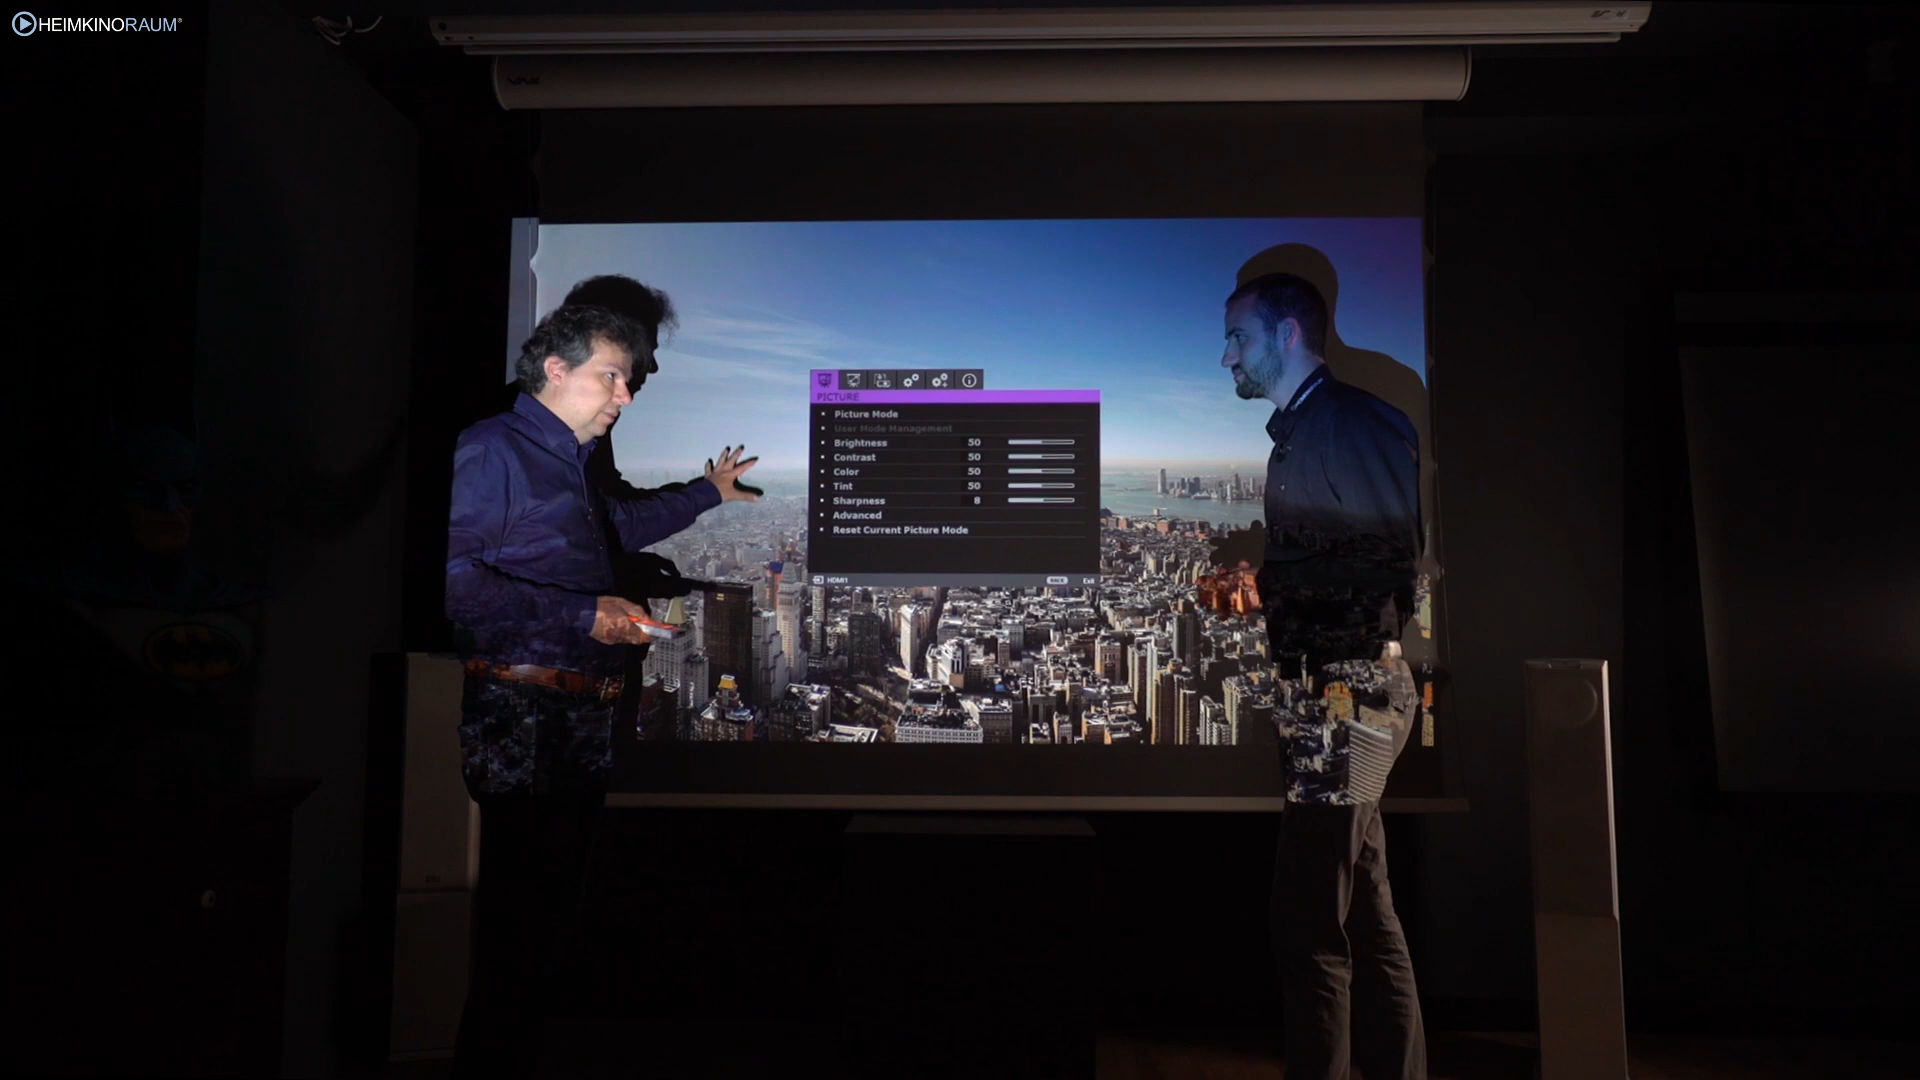 HEIMKINORAUM®
PICTURE
Picture Mode
User Mode Management
Brightness 50
Contrast 50
Color 50
Tint 50
Sharpness 8
Advanced
Reset Current Picture Mode
HDMI1 BACK Exit